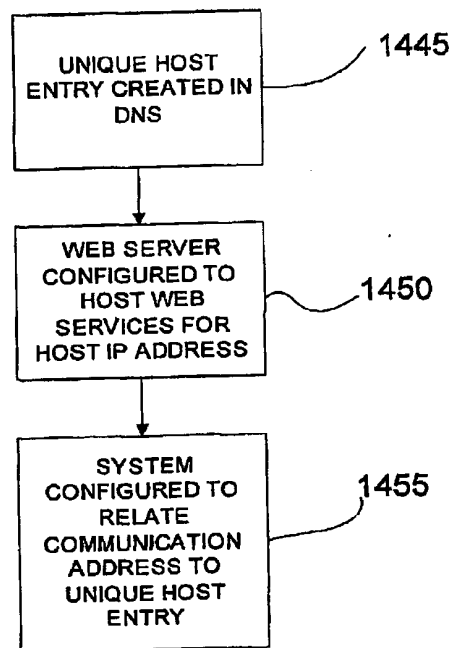 UNIQUE HOST
ENTRY CREATED IN
DNS
1445
WEB SERVER
CONFIGURED TO
HOST WEB
SERVICES FOR
HOST IP ADDRESS
1450
SYSTEM
CONFIGURED TO
RELATE
COMMUNICATION
ADDRESS TO
UNIQUE HOST
ENTRY
1455